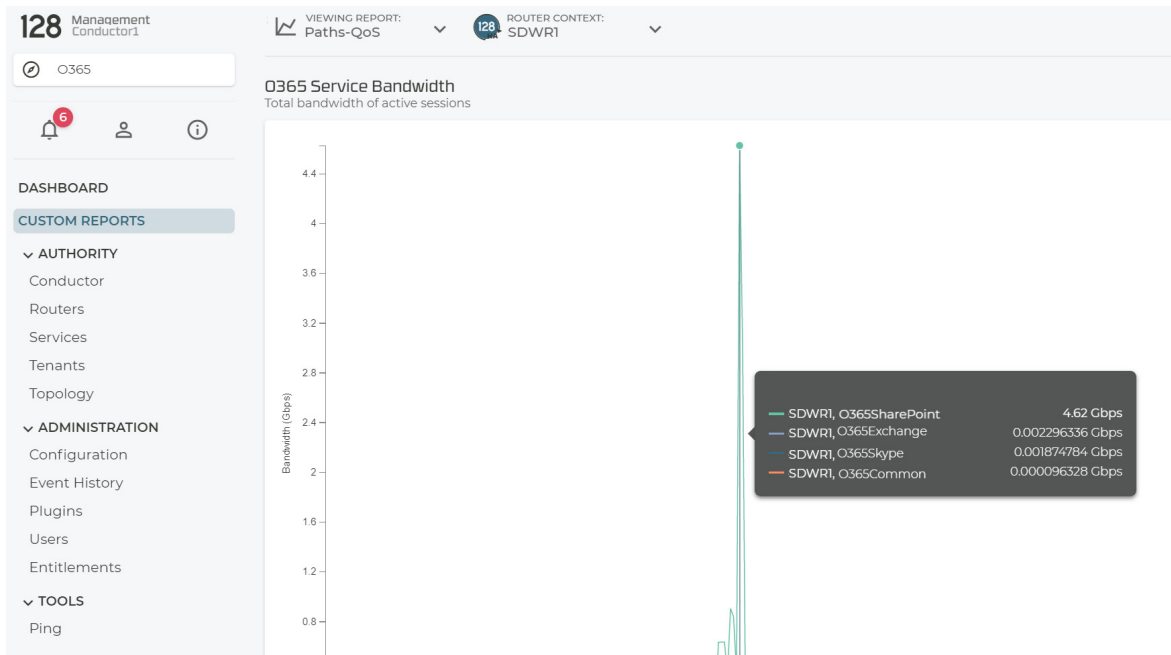 128 Management
Conductor1
O365
6
DASHBOARD
CUSTOM REPORTS
AUTHORITY
Conductor
Routers
Services
Tenants
Topology
ADMINISTRATION
Configuration
Event History
Plugins
Users
Entitlements
TOOLS
Ping
VIEWING REPORT:
Paths-QoS
128
ROUTER CONTEXT:
SDWR1
O365 Service Bandwidth
Total bandwidth of active sessions
Bandwidth (Gbps)
4.4
4
3.6
3.2
2.8
2.4
2
1.6
1.2
0.8
SDWR1, O365SharePoint 4.62 Gbps
SDWR1, O365Exchange 0.002296336 Gbps
SDWR1, O365Skype 0.001874784 Gbps
SDWR1, O365Common 0.000096328 Gbps